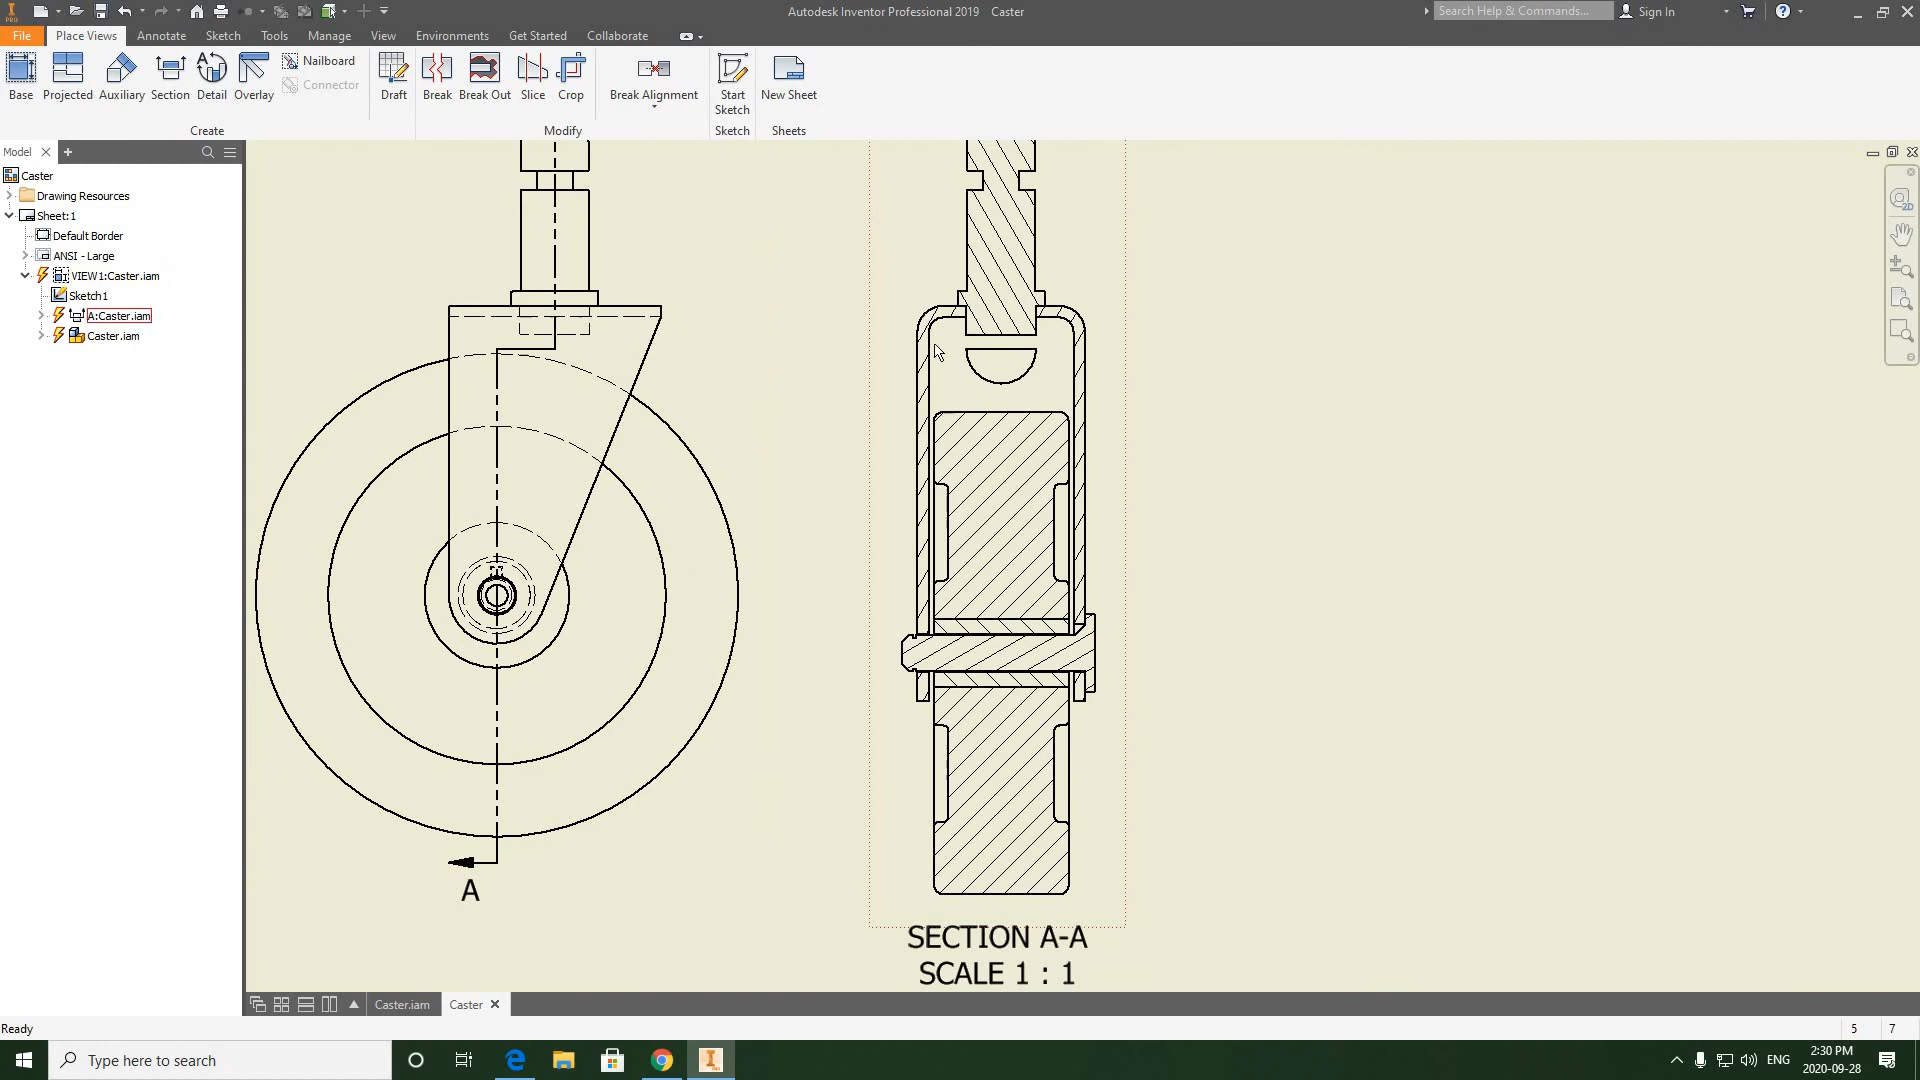 Autodesk Inventor Professional 2019 Caster
Search Help & Commands...
Sign In
File
Place Views
Annotate
Sketch
Tools
Manage
View
Environments
Get Started
Collaborate
PRO
Base
Projected
Auxiliary
Section
Detail
Overlay
Nailboard
Connector
Draft
Break
Break Out
Slice
Crop
Break Alignment
Start Sketch
New Sheet
Create
Modify
Sketch
Sheets
Model
Caster
Drawing Resources
Sheet:1
Default Border
ANSI - Large
VIEW1:Caster.iam
Sketch1
A:Caster.iam
Caster.iam
2D
A
SECTION A-A
SCALE 1 : 1
Caster.iam
Caster
Ready
5
7
Type here to search
ENG
2:30 PM
2020-09-28